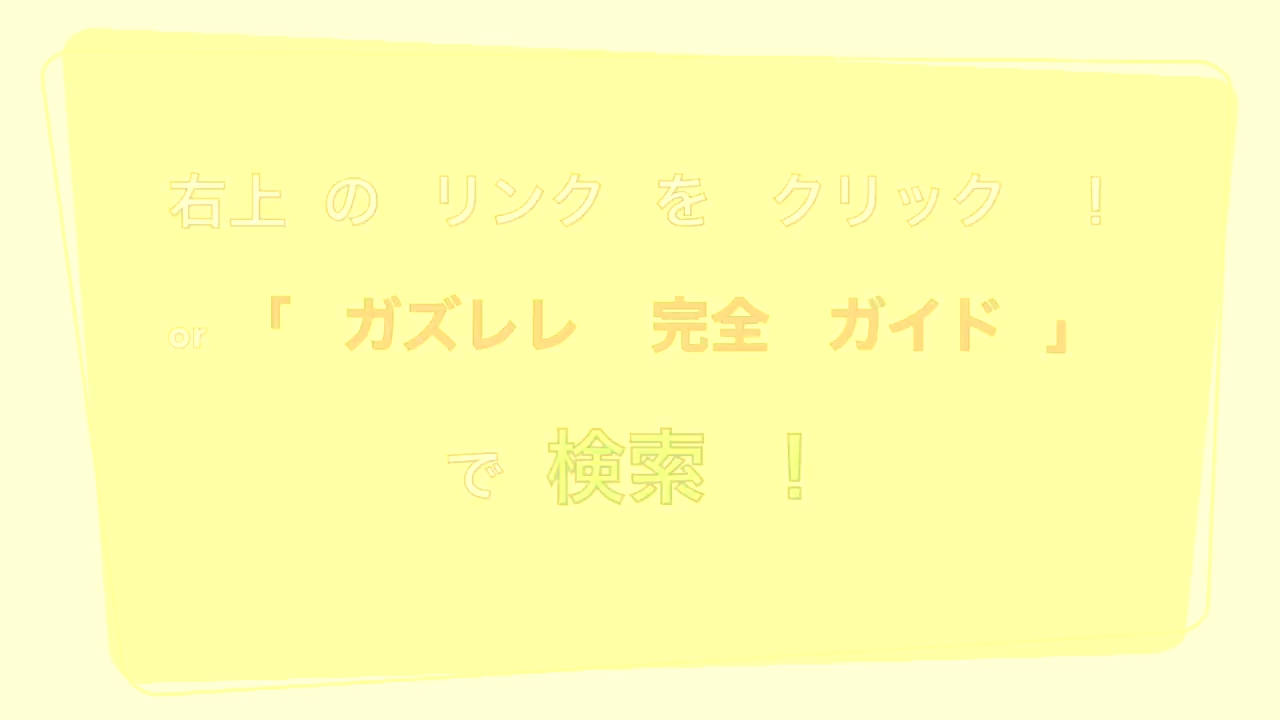 右上 の リンク を クリック !
or 「 ガズレレ 完全 ガイド 」
で 検索 !